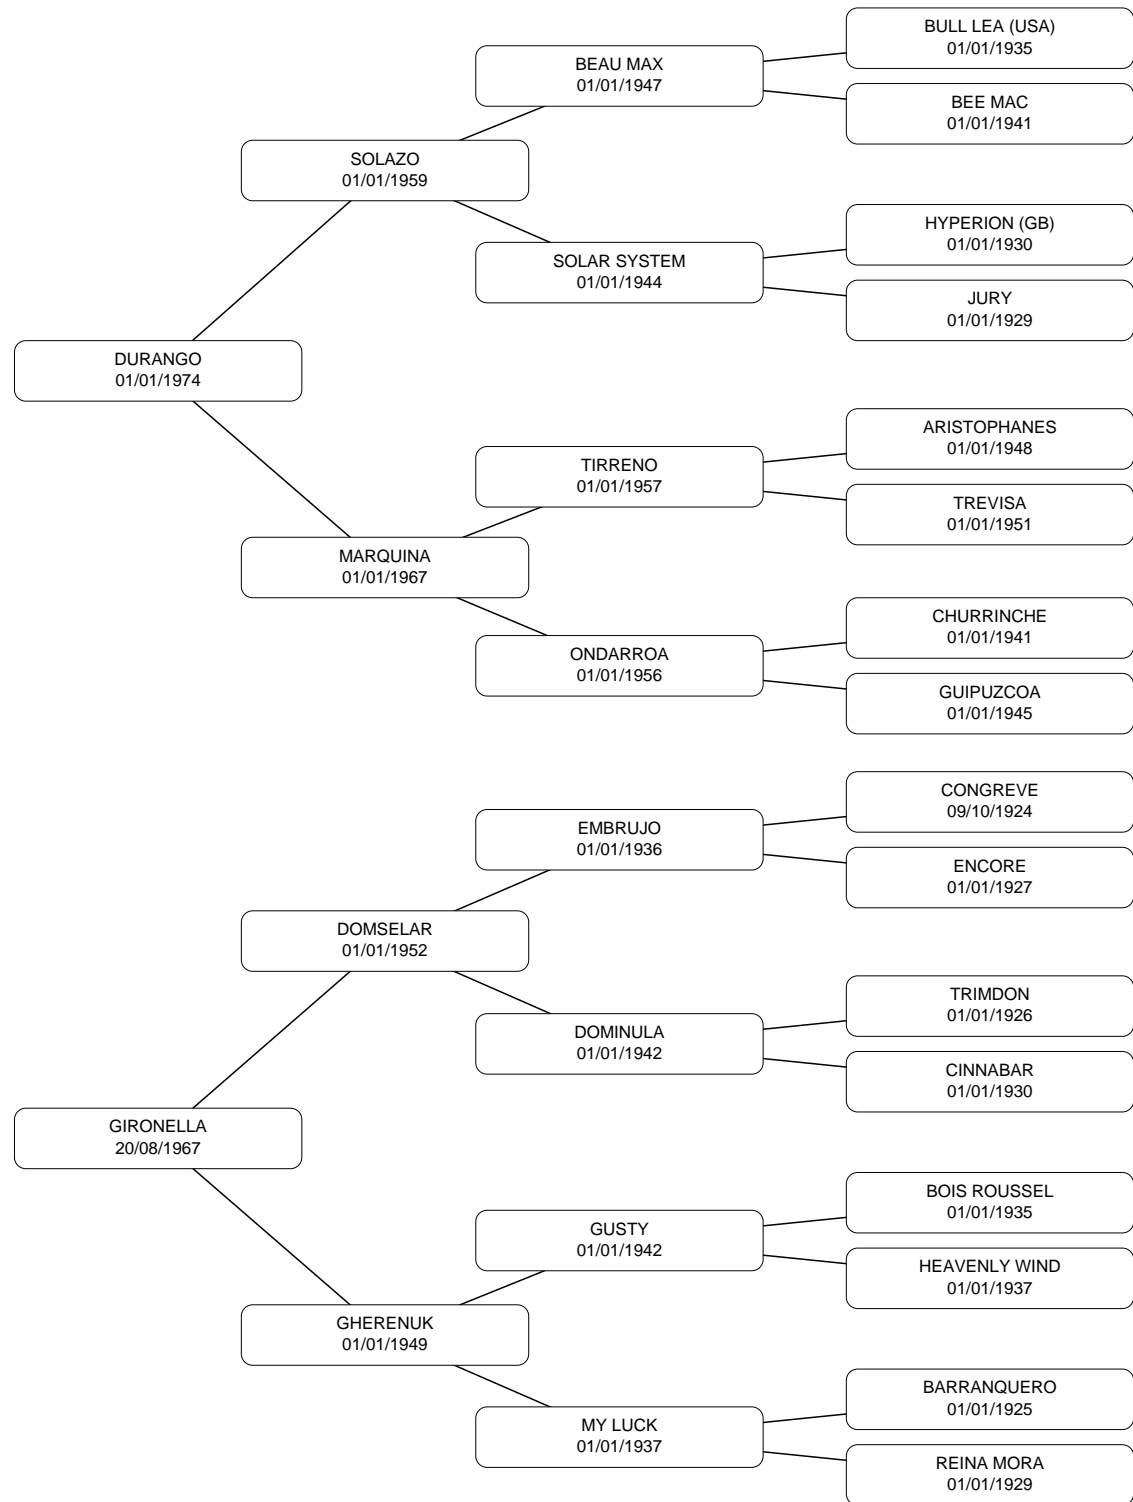 BULL LEA (USA)
01/01/1935
BEAU MAX
01/01/1947
BEE MAC
01/01/1941
SOLAZO
01/01/1959
HYPERION (GB)
01/01/1930
SOLAR SYSTEM
01/01/1944
JURY
01/01/1929
DURANGO
01/01/1974
ARISTOPHANES
01/01/1948
TIRRENO
01/01/1957
TREVISA
01/01/1951
MARQUINA
01/01/1967
CHURRINCHE
01/01/1941
ONDARROA
01/01/1956
GUIPUZCOA
01/01/1945
CONGREVE
09/10/1924
EMBRUJO
01/01/1936
ENCORE
01/01/1927
DOMSELAR
01/01/1952
TRIMDON
01/01/1926
DOMINULA
01/01/1942
CINNABAR
01/01/1930
GIRONELLA
20/08/1967
BOIS ROUSSEL
01/01/1935
GUSTY
01/01/1942
HEAVENLY WIND
01/01/1937
GHERENUK
01/01/1949
BARRANQUERO
01/01/1925
MY LUCK
01/01/1937
REINA MORA
01/01/1929